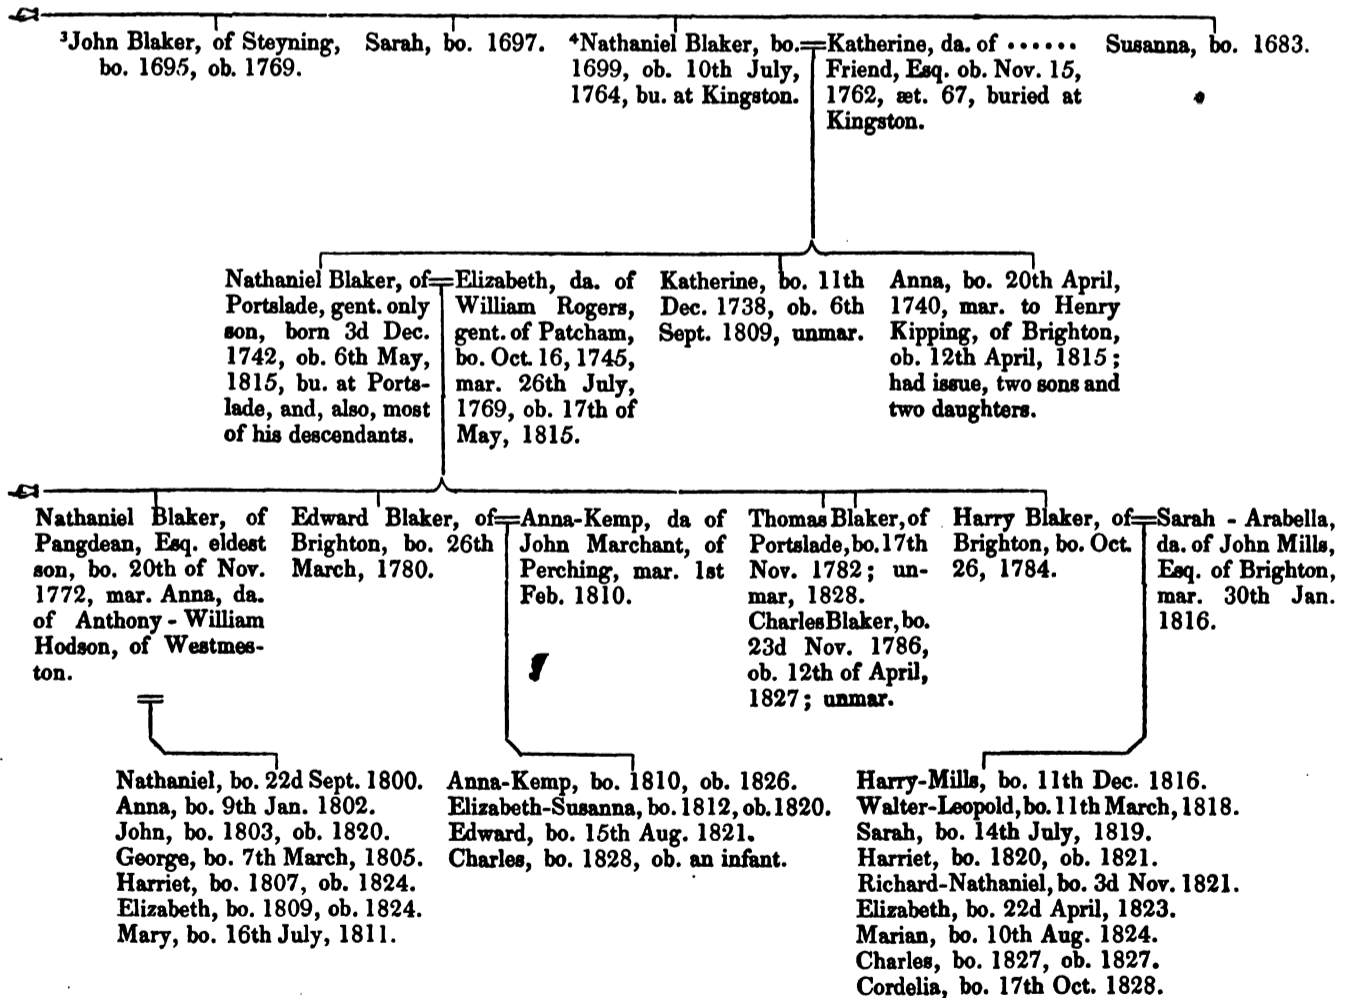 ³John Blaker, of Steyning,
bo. 1695, ob. 1769.
Sarah, bo. 1697.
⁴Nathaniel Blaker, bo.
1699, ob. 10th July,
1764, bu. at Kingston.
Katherine, da. of ······
Friend, Esq. ob. Nov. 15,
1762, æt. 67, buried at
Kingston.
Susanna, bo. 1683.
Nathaniel Blaker, of
Portslade, gent. only
son, born 3d Dec.
1742, ob. 6th May,
1815, bu. at Ports-
lade, and, also, most
of his descendants.
Elizabeth, da. of
William Rogers,
gent. of Patcham,
bo. Oct. 16, 1745,
mar. 26th July,
1769, ob. 17th of
May, 1815.
Katherine, bo. 11th
Dec. 1738, ob. 6th
Sept. 1809, unmar.
Anna, bo. 20th April,
1740, mar. to Henry
Kipping, of Brighton,
ob. 12th April, 1815;
had issue, two sons and
two daughters.
Nathaniel Blaker, of
Pangdean, Esq. eldest
son, bo. 20th of Nov.
1772, mar. Anna, da.
of Anthony - William
Hodson, of Westmes-
ton.
Edward Blaker, of
Brighton, bo. 26th
March, 1780.
Anna-Kemp, da of
John Marchant, of
Perching, mar. 1st
Feb. 1810.
Thomas Blaker, of
Portslade, bo. 17th
Nov. 1782; un-
mar, 1828.
Charles Blaker, bo.
23d Nov. 1786,
ob. 12th of April,
1827; unmar.
Harry Blaker, of
Brighton, bo. Oct.
26, 1784.
Sarah - Arabella,
da. of John Mills,
Esq. of Brighton,
mar. 30th Jan.
1816.
Nathaniel, bo. 22d Sept. 1800.
Anna, bo. 9th Jan. 1802.
John, bo. 1803, ob. 1820.
George, bo. 7th March, 1805.
Harriet, bo. 1807, ob. 1824.
Elizabeth, bo. 1809, ob. 1824.
Mary, bo. 16th July, 1811.
Anna-Kemp, bo. 1810, ob. 1826.
Elizabeth-Susanna, bo. 1812, ob. 1820.
Edward, bo. 15th Aug. 1821.
Charles, bo. 1828, ob. an infant.
Harry-Mills, bo. 11th Dec. 1816.
Walter-Leopold, bo. 11th March, 1818.
Sarah, bo. 14th July, 1819.
Harriet, bo. 1820, ob. 1821.
Richard-Nathaniel, bo. 3d Nov. 1821.
Elizabeth, bo. 22d April, 1823.
Marian, bo. 10th Aug. 1824.
Charles, bo. 1827, ob. 1827.
Cordelia, bo. 17th Oct. 1828.